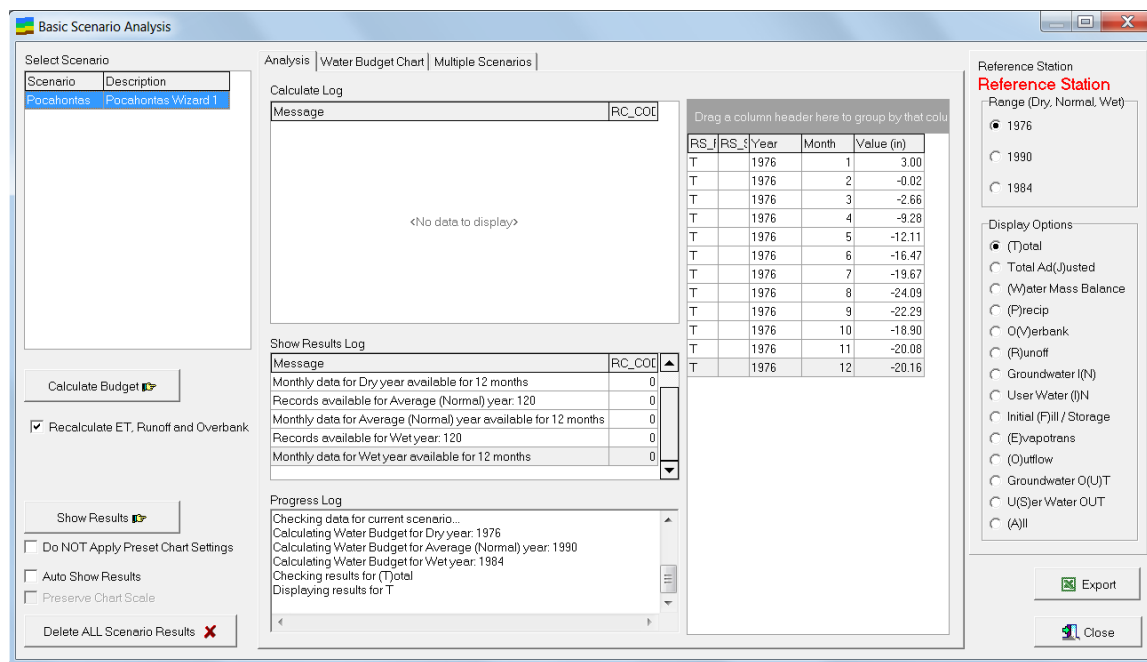 Basic Scenario Analysis
Select Scenario
Scenario Description
Pocahontas Pocahontas Wizard 1
Calculate Budget
Recalculate ET, Runoff and Overbank
Show Results
Do NOT Apply Preset Chart Settings
Auto Show Results
Preserve Chart Scale
Delete ALL Scenario Results
Analysis Water Budget Chart Multiple Scenarios
Calculate Log
Message RC_COD
<No data to display>
Show Results Log
Message RC_COD
Monthly data for Dry year available for 12 months 0
Records available for Average (Normal) year: 120 0
Monthly data for Average (Normal) year available for 12 months 0
Records available for Wet year: 120 0
Monthly data for Wet year available for 12 months 0
Progress Log
Checking data for current scenario...
Calculating Water Budget for Dry year: 1976
Calculating Water Budget for Average (Normal) year: 1990
Calculating Water Budget for Wet year: 1984
Checking results for (T)otal
Displaying results for T
Drag a column header here to group by that colu
RS_F RS_S Year Month Value (in)
T 1976 1 3.00
T 1976 2 -0.02
T 1976 3 -2.66
T 1976 4 -9.28
T 1976 5 -12.11
T 1976 6 -16.47
T 1976 7 -19.67
T 1976 8 -24.09
T 1976 9 -22.29
T 1976 10 -18.90
T 1976 11 -20.08
T 1976 12 -20.16
Reference Station
Reference Station
Range (Dry, Normal, Wet)
1976
1990
1984
Display Options
(T)otal
Total Ad(J)usted
(W)ater Mass Balance
(P)recip
O(V)erbank
(R)unoff
Groundwater I(N)
User Water (I)N
Initial (F)ill / Storage
(E)vapotrans
(O)utflow
Groundwater O(U)T
U(S)er Water OUT
(A)ll
Export
Close